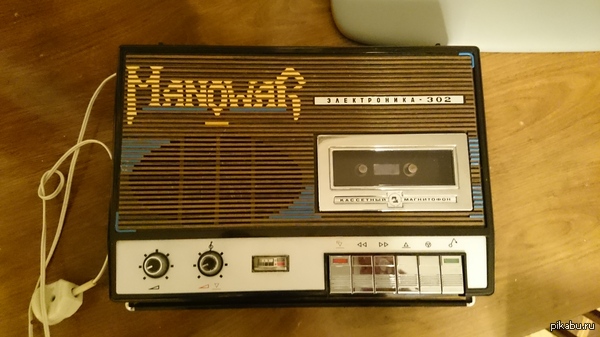 MANOWAR
ЭЛЕКТРОНИКА-302
КАССЕТНЫЙ МАГНИТОФОН
pikabu.ru